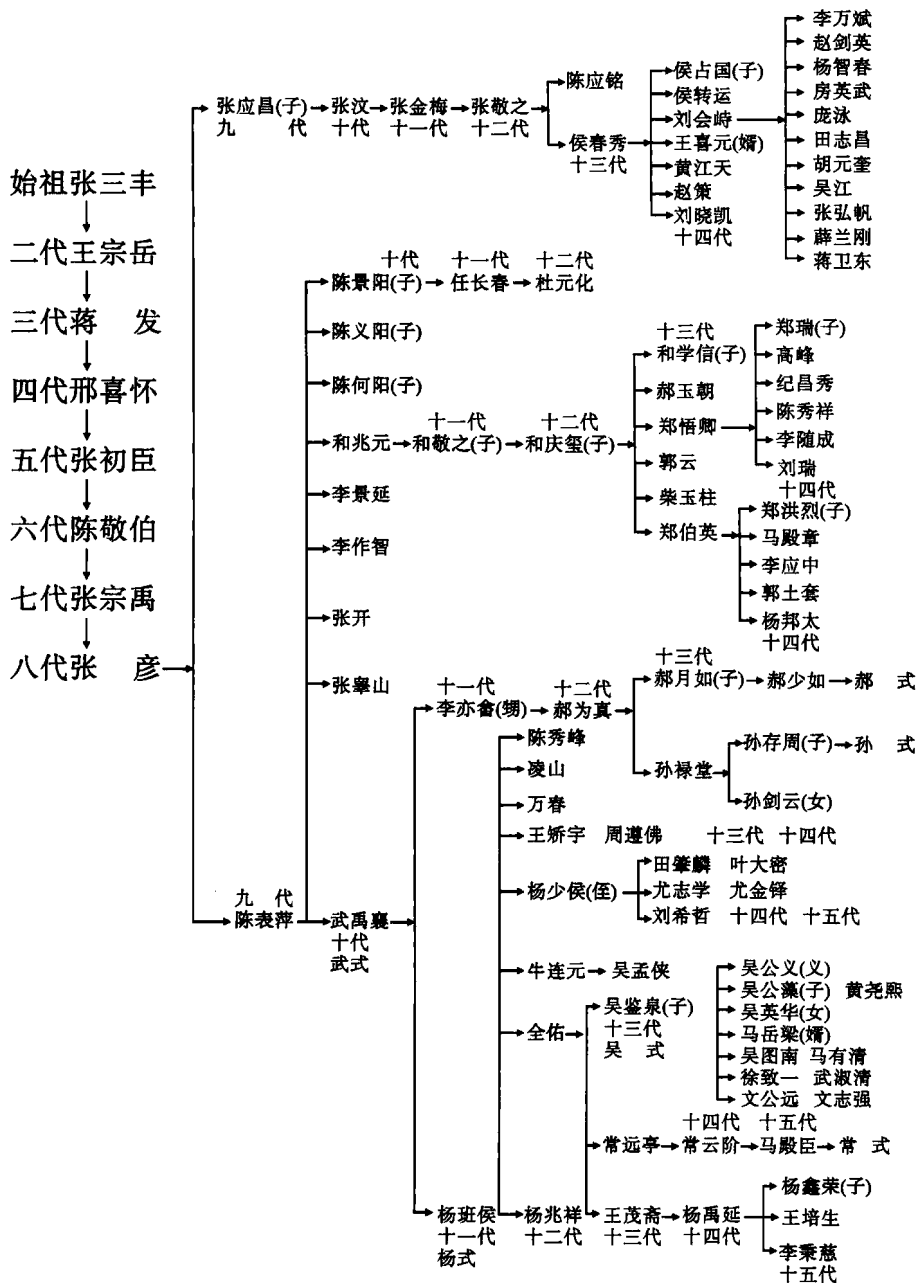 始祖张三丰
二代王宗岳
三代蒋 发
四代邢喜怀
五代张初臣
六代陈敬伯
七代张宗禹
八代张 彦
张应昌(子)
九 代
张汶
十代
张金梅
十一代
张敬之
十二代
陈应铭
侯春秀
十三代
侯占国(子)
侯转运
刘会峙
王喜元(婿)
黄江天
赵策
刘晓凯
十四代
李万斌
赵剑英
杨智春
房英武
庞泳
田志昌
胡元奎
吴江
张弘帆
薛兰刚
蒋卫东
九 代
陈表萍
十代 十一代 十二代
陈景阳(子) 任长春 杜元化
陈义阳(子)
陈何阳(子)
十一代 十二代
和兆元 和敬之(子) 和庆玺(子)
李景延
李作智
张开
张睾山
武禹襄
十代
武式
十三代
和学信(子)
郝玉朝
郑悟卿
郭云
柴玉柱
郑伯英
郑瑞(子)
高峰
纪昌秀
陈秀祥
李随成
刘瑞
十四代
郑洪烈(子)
马殿章
李应中
郭土套
杨邦太
十四代
十一代 十二代
李亦畬(甥) 郝为真
十三代
郝月如(子) 郝少如 郝 式
孙禄堂
孙存周(子) 孙 式
孙剑云(女)
杨班侯
十一代
杨式
陈秀峰
凌山
万春
王矫宇 周遵佛 十三代 十四代
杨少侯(侄)
田肇麟 叶大密
尤志学 尤金铎
刘希哲 十四代 十五代
牛连元 吴孟侠
全佑
吴鉴泉(子)
十三代
吴 式
吴公义(义)
吴公藻(子) 黄尧熙
吴英华(女)
马岳梁(婿)
吴图南 马有清
徐致一 武淑清
文公远 文志强
十四代 十五代
常远亭 常云阶 马殿臣 常 式
杨兆祥
十二代
王茂斋
十三代
杨禹延
十四代
杨鑫荣(子)
王培生
李秉慈
十五代